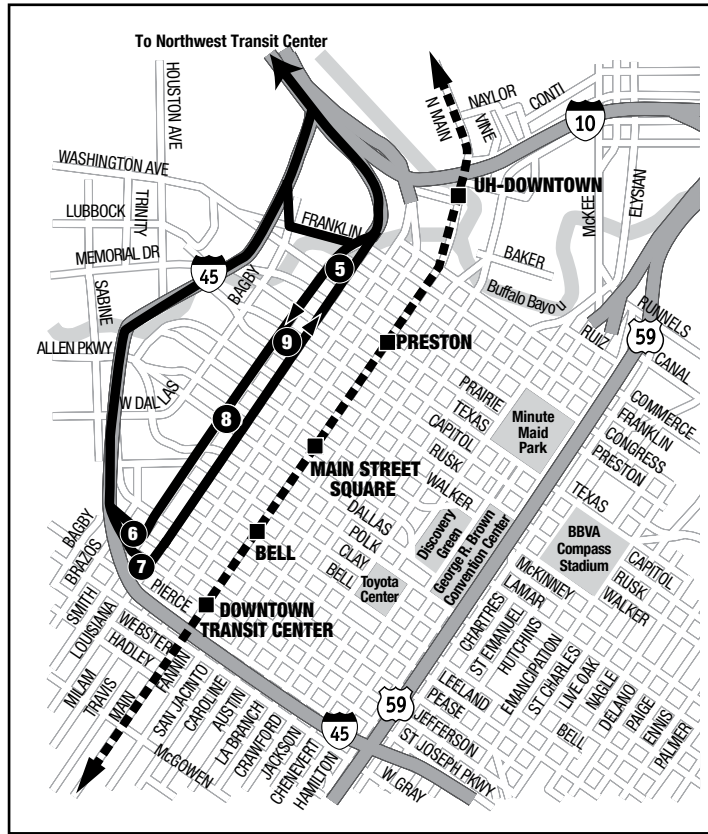 To Northwest Transit Center
HOUSTON AVE
N MAIN
NAYLOR
VINE
CONTI
10
WASHINGTON AVE
UH-DOWNTOWN
McKEE
ELYSIAN
LUBBOCK
TRINITY
FRANKLIN
MEMORIAL DR
BAKER
5
45
BAGBY
SABINE
Buffalo Bayou
RUNNELS
RUIZ
59
9
PRESTON
ALLEN PKWY
CANAL
W DALLAS
PRAIRIE
TEXAS
CAPITOL
RUSK
WALKER
Minute
Maid
Park
COMMERCE
FRANKLIN
CONGRESS
PRESTON
8
MAIN STREET
SQUARE
TEXAS
DALLAS
POLK
CLAY
BELL
Discovery
Green
George R. Brown
Convention Center
BBVA
Compass
Stadium
CAPITOL
RUSK
WALKER
6
BELL
7
Toyota
Center
BAGBY
BRAZOS
SMITH
LOUISIANA
PIERCE
DOWNTOWN
TRANSIT CENTER
McKINNEY
LAMAR
CHARTRES
ST EMANUEL
HUTCHINS
EMANCIPATION
ST CHARLES
LIVE OAK
NAGLE
DELANO
PAIGE
ENNIS
PALMER
WEBSTER
HADLEY
MILAM
TRAVIS
MAIN
FANNIN
SAN JACINTO
CAROLINE
AUSTIN
LA BRANCH
CRAWFORD
JACKSON
CHENEVERT
HAMILTON
McGOWEN
45
59
LEELAND
PEASE
JEFFERSON
ST JOSEPH PKWY
BELL
W GRAY